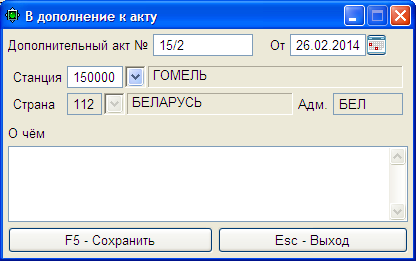 В дополнение к акту
Дополнительный акт № 15/2 От 26.02.2014
Станция 150000 ГОМЕЛЬ
Страна 112 БЕЛАРУСЬ Адм. БЕЛ
О чём
F5 - Сохранить Esc - Выход